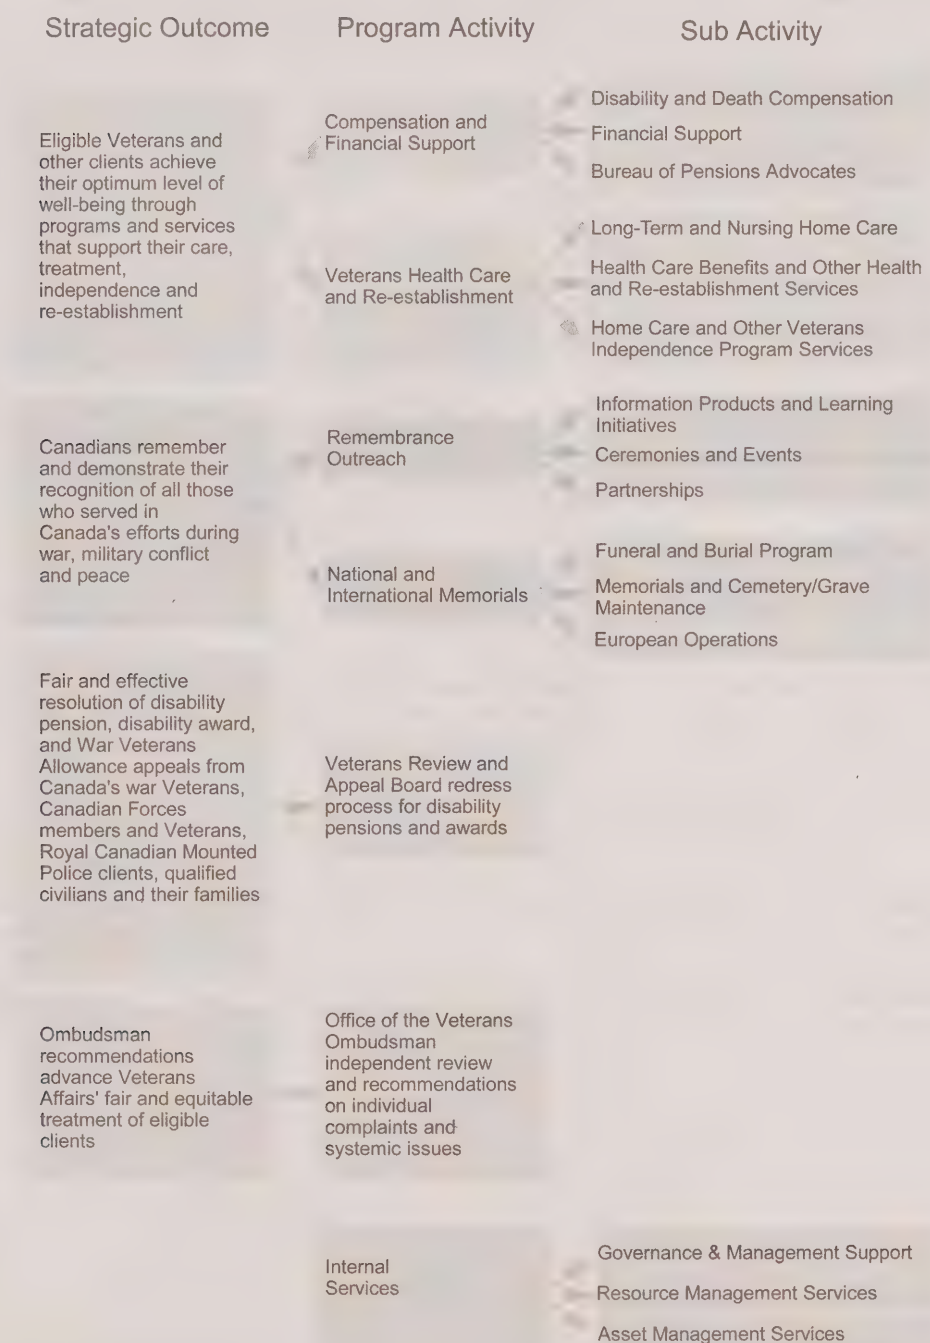 Strategic Outcome
Program Activity
Sub Activity
Eligible Veterans and
other clients achieve
their optimum level of
well-being through
programs and services
that support their care,
treatment,
independence and
re-establishment
Compensation and
Financial Support
Disability and Death Compensation
Financial Support
Bureau of Pensions Advocates
Veterans Health Care
and Re-establishment
Long-Term and Nursing Home Care
Health Care Benefits and Other Health
and Re-establishment Services
Home Care and Other Veterans
Independence Program Services
Canadians remember
and demonstrate their
recognition of all those
who served in
Canada's efforts during
war, military conflict
and peace
Remembrance
Outreach
Information Products and Learning
Initiatives
Ceremonies and Events
Partnerships
National and
International Memorials
Funeral and Burial Program
Memorials and Cemetery/Grave
Maintenance
European Operations
Fair and effective
resolution of disability
pension, disability award,
and War Veterans
Allowance appeals from
Canada's war Veterans,
Canadian Forces
members and Veterans,
Royal Canadian Mounted
Police clients, qualified
civilians and their families
Veterans Review and
Appeal Board redress
process for disability
pensions and awards
Ombudsman
recommendations
advance Veterans
Affairs' fair and equitable
treatment of eligible
clients
Office of the Veterans
Ombudsman
independent review
and recommendations
on individual
complaints and
systemic issues
Internal
Services
Governance & Management Support
Resource Management Services
Asset Management Services